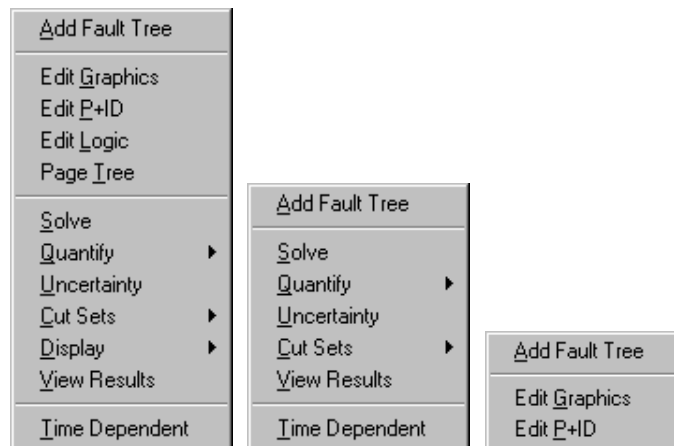 Add Fault Tree
Edit Graphics
Edit P+ID
Edit Logic
Page Tree
Solve
Quantify
Uncertainty
Cut Sets
Display
View Results
Time Dependent
Add Fault Tree
Solve
Quantify
Uncertainty
Cut Sets
View Results
Time Dependent
Add Fault Tree
Edit Graphics
Edit P+ID